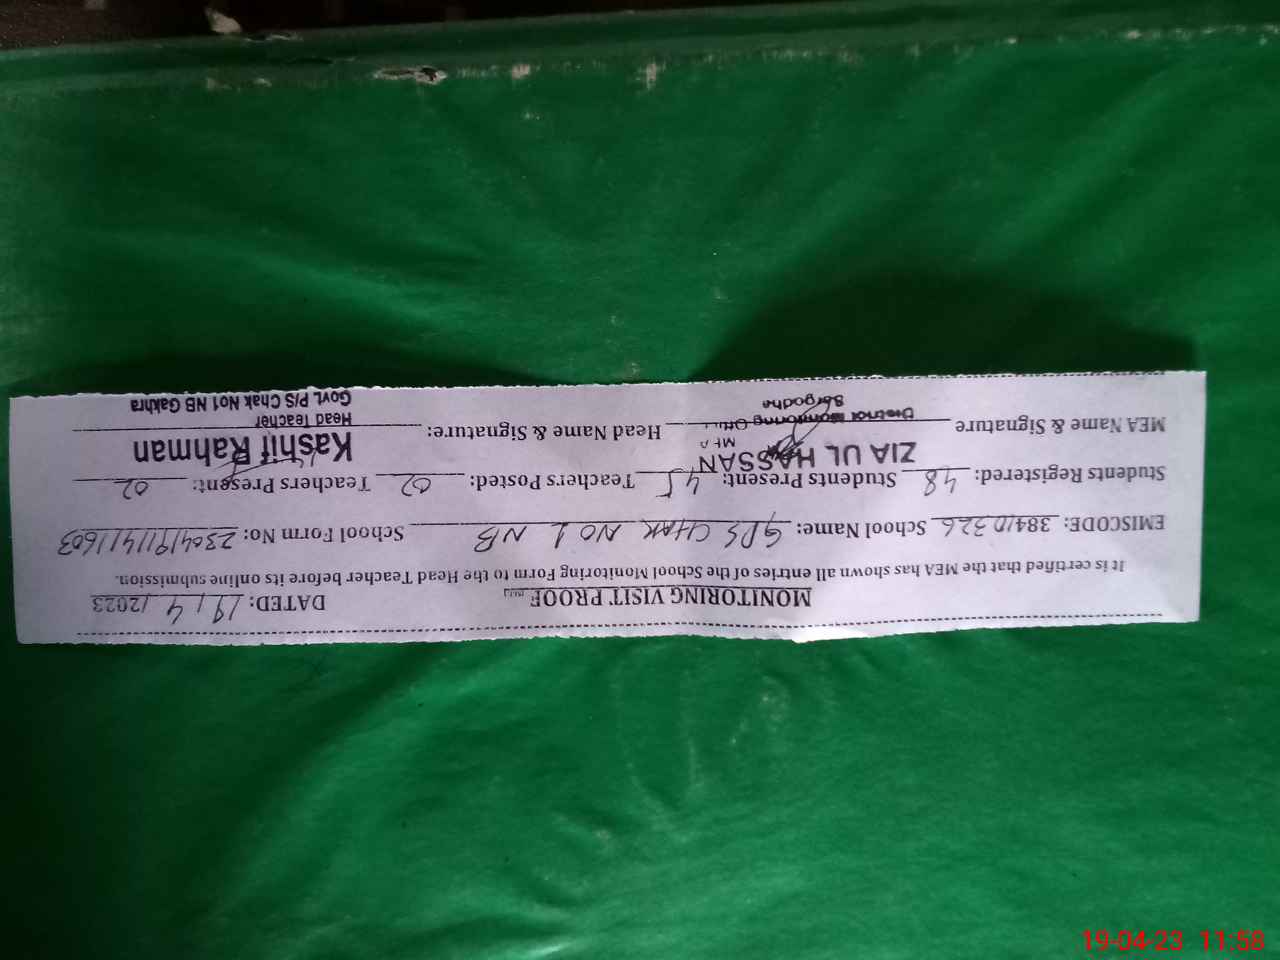 MONITORING VISIT PROOF
DATED: 19/4/2023
It is certified that the MEA has shown all entries of the School Monitoring Form to the Head Teacher before its online submission.
EMISCODE: 38410326 School Name: GPS CHAK NO 1 NB School Form No: 2304191141603
Students Registered: 48 Students Present: 45 Teachers Posted: 02 Teachers Present: 02
ZIA UL HASSAN
MEA
Kashif Rahman
MEA Name & Signature Head Name & Signature:
District Monitoring
Sargodha
Head Teacher
Govt. P/S Chak No1 NB Gakhra
19-04-23 11:58